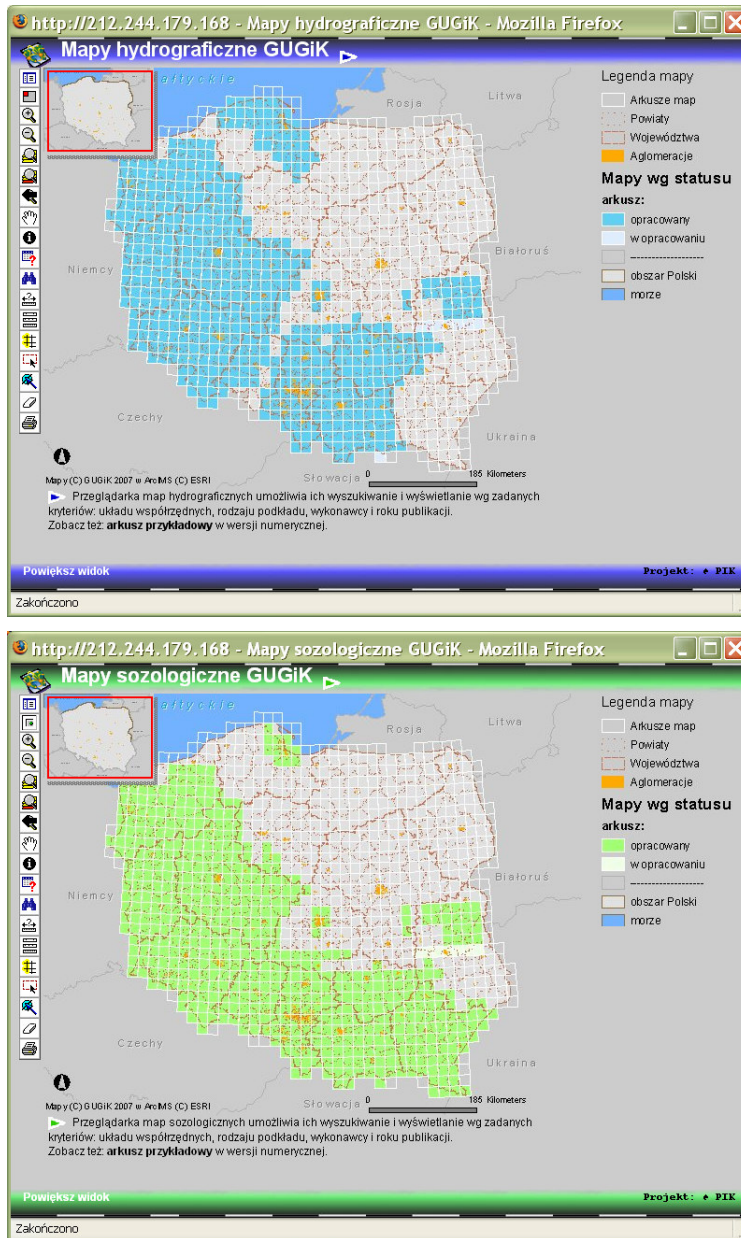 http://212.244.179.168 - Mapy hydrograficzne GUGiK - Mozilla Firefox
Mapy hydrograficzne GUGiK
ałtyckie
Rosja
Litwa
Białoruś
Niemcy
Czechy
Ukraina
Słowacja
0 185 Kilometers
Legenda mapy
Arkusze map
Powiaty
Województwa
Aglomeracje
Mapy wg statusu
arkusz:
opracowany
w opracowaniu
--------------------
obszar Polski
morze
Mapy (C) GUGiK 2007 w ArcIMS (C) ESRI
Przeglądarka map hydrograficznych umożliwia ich wyszukiwanie i wyświetlanie wg zadanych
kryteriów: układu współrzędnych, rodzaju podkładu, wykonawcy i roku publikacji.
Zobacz też: arkusz przykładowy w wersji numerycznej.
Powiększ widok
Projekt: PIK
Zakończono
http://212.244.179.168 - Mapy sozologiczne GUGiK - Mozilla Firefox
Mapy sozologiczne GUGiK
ałtyckie
Rosja
Litwa
Białoruś
Niemcy
Czechy
Ukraina
Słowacja
0 185 Kilometers
Legenda mapy
Arkusze map
Powiaty
Województwa
Aglomeracje
Mapy wg statusu
arkusz:
opracowany
w opracowaniu
--------------------
obszar Polski
morze
Mapy (C) GUGiK 2007 w ArcIMS (C) ESRI
Przeglądarka map sozologicznych umożliwia ich wyszukiwanie i wyświetlanie wg zadanych
kryteriów: układu współrzędnych, rodzaju podkładu, wykonawcy i roku publikacji.
Zobacz też: arkusz przykładowy w wersji numerycznej.
Powiększ widok
Projekt: PIK
Zakończono